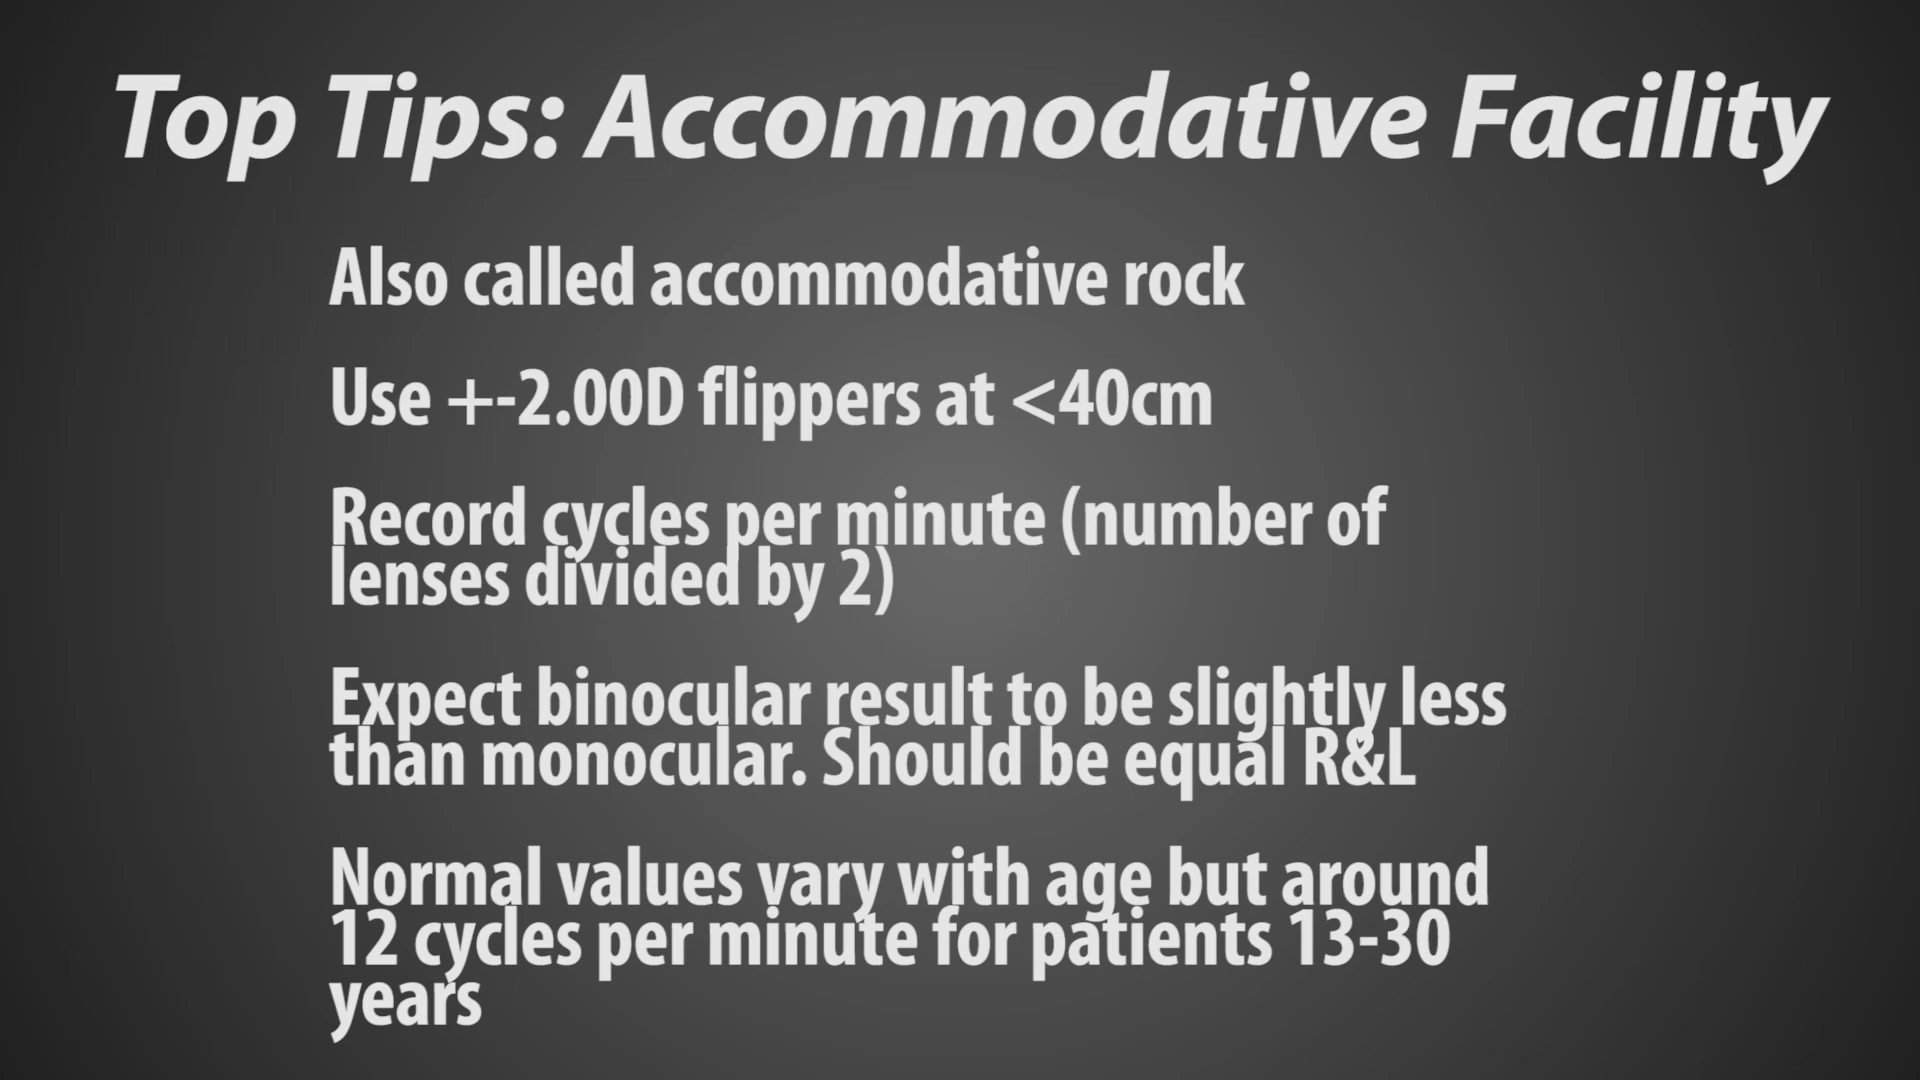 Top Tips: Accommodative Facility
Also called accommodative rock
Use +-2.00D flippers at <40cm
Record cycles per minute (number of
lenses divided by 2)
Expect binocular result to be slightly less
than monocular. Should be equal R&L
Normal values vary with age but around
12 cycles per minute for patients 13-30
years